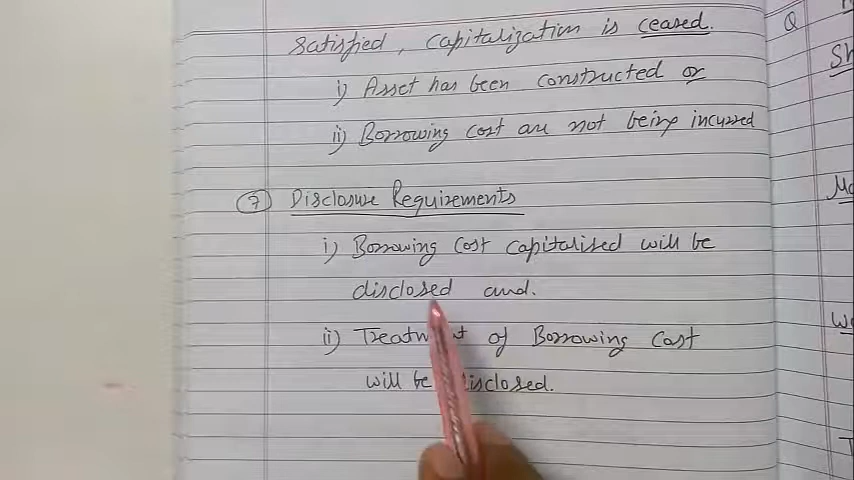 satisfied, capitalization is ceased.
i) Asset has been constructed or
ii) Borrowing cost are not being incurred
7 Disclosure Requirements
i) Borrowing cost capitalised will be
disclosed and.
ii) Treatment of Borrowing Cost
will be disclosed.
Q
Sh
W